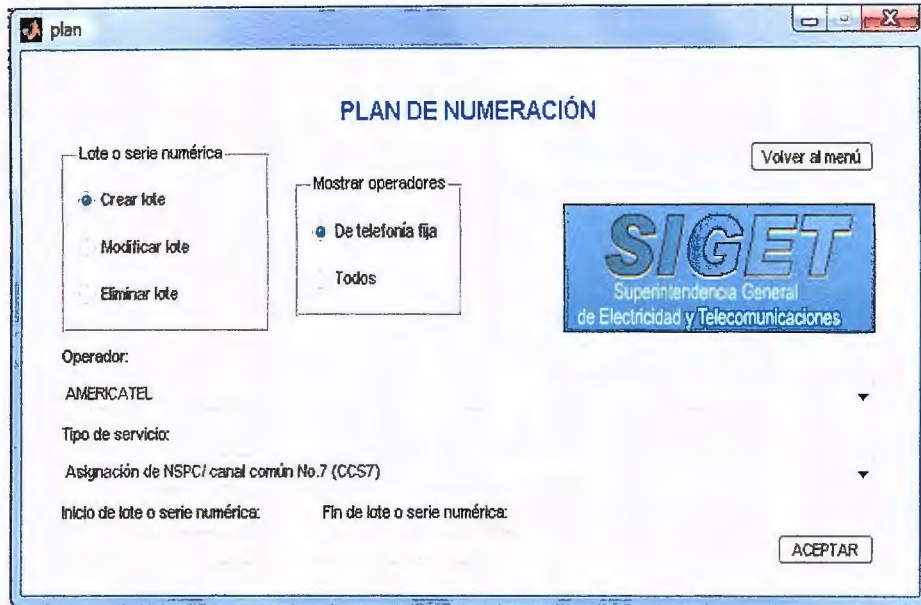 plan
PLAN DE NUMERACIÓN
Lote o serie numérica
Crear lote
Modificar lote
Eliminar lote
Mostrar operadores
De telefonía fija
Todos
Volver al menú
SIGET
Superintendencia General
de Electricidad y Telecomunicaciones
Operador:
AMERICATEL
Tipo de servicio:
Asignación de NSPC/ canal común No.7 (CCS7)
Inicio de lote o serie numérica:
Fin de lote o serie numérica:
ACEPTAR